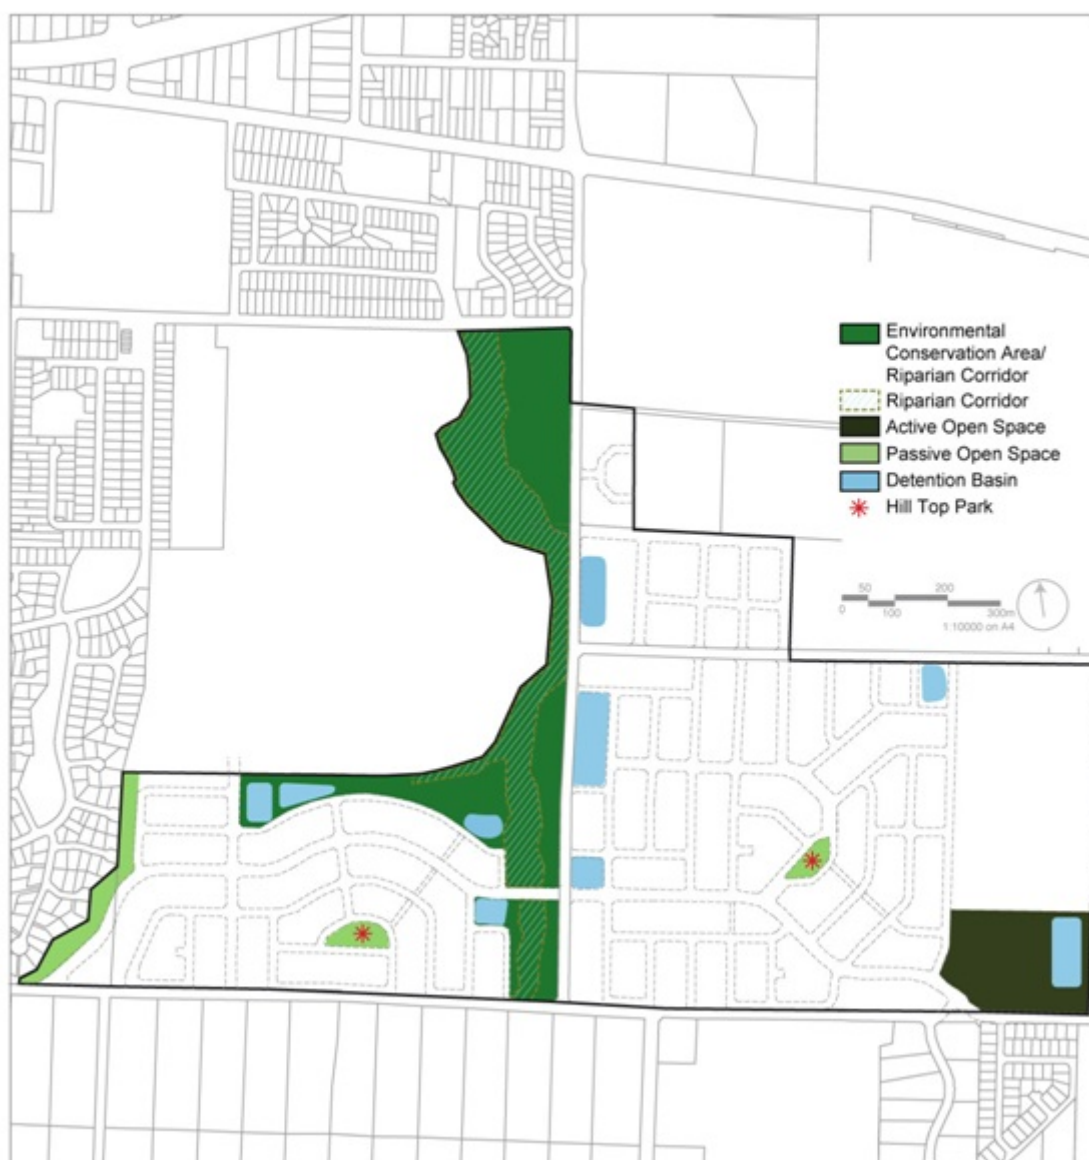 Environmental
Conservation Area/
Riparian Corridor
Riparian Corridor
Active Open Space
Passive Open Space
Detention Basin
Hill Top Park
50 200
0 100 300m
1:10000 on A4